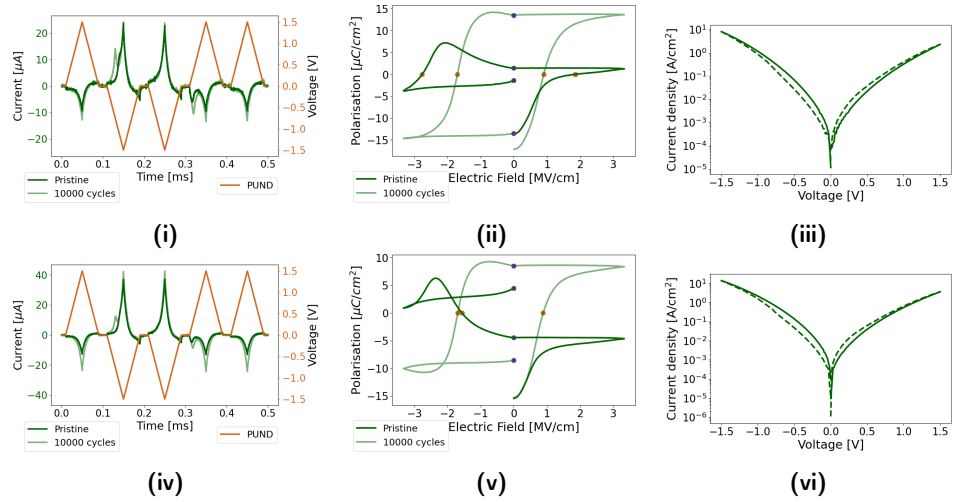 20
10
0
−10
−20
Current [μA]
1.5
1.0
0.5
0.0
−0.5
−1.0
−1.5
Voltage [V]
0.0 0.1 0.2 0.3 0.4 0.5
Time [ms]
Pristine
10000 cycles
PUND
(i)
15
10
5
0
−5
−10
−15
Polarisation [μC/cm²]
−3 −2 −1 0 1 2 3
Electric Field [MV/cm]
Pristine
10000 cycles
(ii)
10¹
10⁰
10⁻¹
10⁻²
10⁻³
10⁻⁴
10⁻⁵
Current density [A/cm²]
−1.5 −1.0 −0.5 0.0 0.5 1.0 1.5
Voltage [V]
(iii)
40
20
0
−20
−40
Current [μA]
1.5
1.0
0.5
0.0
−0.5
−1.0
−1.5
Voltage [V]
0.0 0.1 0.2 0.3 0.4 0.5
Time [ms]
Pristine
10000 cycles
PUND
(iv)
10
5
0
−5
−10
−15
Polarisation [μC/cm²]
−3 −2 −1 0 1 2 3
Electric Field [MV/cm]
Pristine
10000 cycles
(v)
10¹
10⁰
10⁻¹
10⁻²
10⁻³
10⁻⁴
10⁻⁵
10⁻⁶
Current density [A/cm²]
−1.5 −1.0 −0.5 0.0 0.5 1.0 1.5
Voltage [V]
(vi)